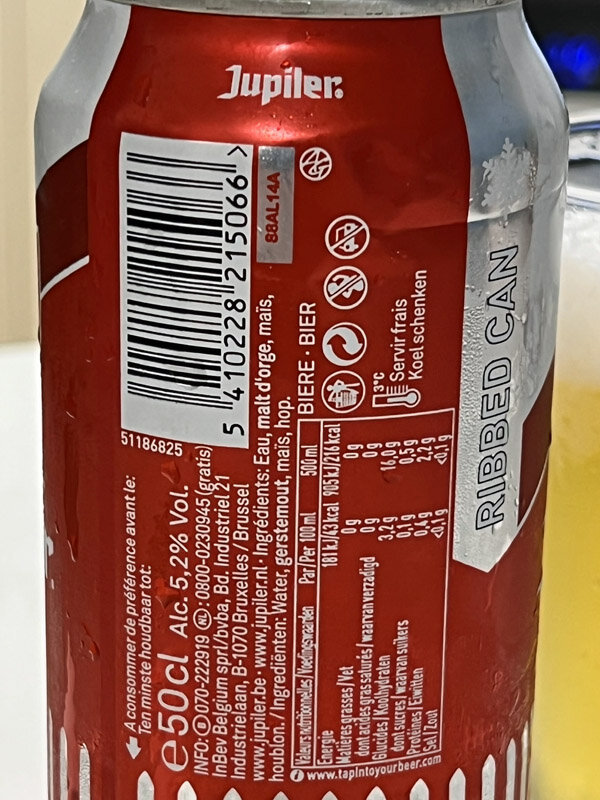 Jupiler.
5 410228 215066 >
88AL14A
51186825
A consommer de préférence avant le:
Ten minste houdbaar tot:
℮50cl Alc. 5,2% Vol.
INFO: B 070-222919 NL: 0800-0230945 (gratis)
InBev Belgium sprl/bvba, Bd. Industriel 21
Industrielaan, B-1070 Bruxelles / Brussel
www.jupiler.be - www.jupiler.nl · Ingrédients: Eau, malt d'orge, maïs,
houblon. / Ingrediënten: Water, gerstemout, maïs, hop.
BIERE · BIER
3°C
Servir frais
Koel schenken
Valeurs nutritionnelles / Voedingswaarden Par/Per 100ml 500ml
Energie 181 kJ/43kcal 905 kJ/216 kcal
Matières grasses / Vet 0g 0g
dont acides gras saturés / waarvan verzadigd 0g 0g
Glucides / Koolhydraten 3,2g 16,0g
dont sucres / waarvan suikers 0,1g 0,5g
Protéines / Eiwitten 0,4g 2,2g
Sel / Zout <0,1g <0,1g
www.tapintoyourbeer.com
RIBBED CAN